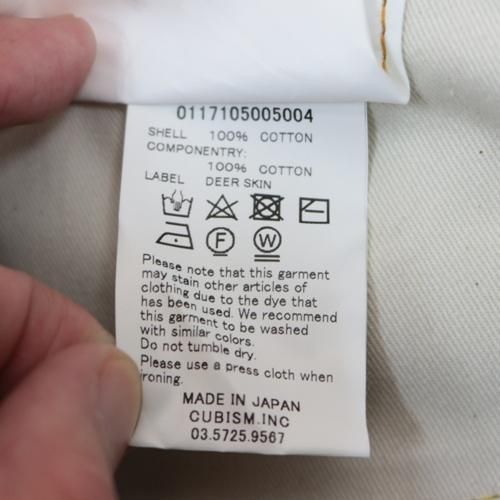 0117105005004
SHELL 100% COTTON
COMPONENTRY:
100% COTTON
LABEL DEER SKIN
F W
Please note that this garment
may stain other articles of
clothing due to the dye that
has been used. We recommend
this garment to be washed
with similar colors.
Do not tumble dry.
Please use a press cloth when
ironing.
MADE IN JAPAN
CUBISM.INC
03.5725.9567